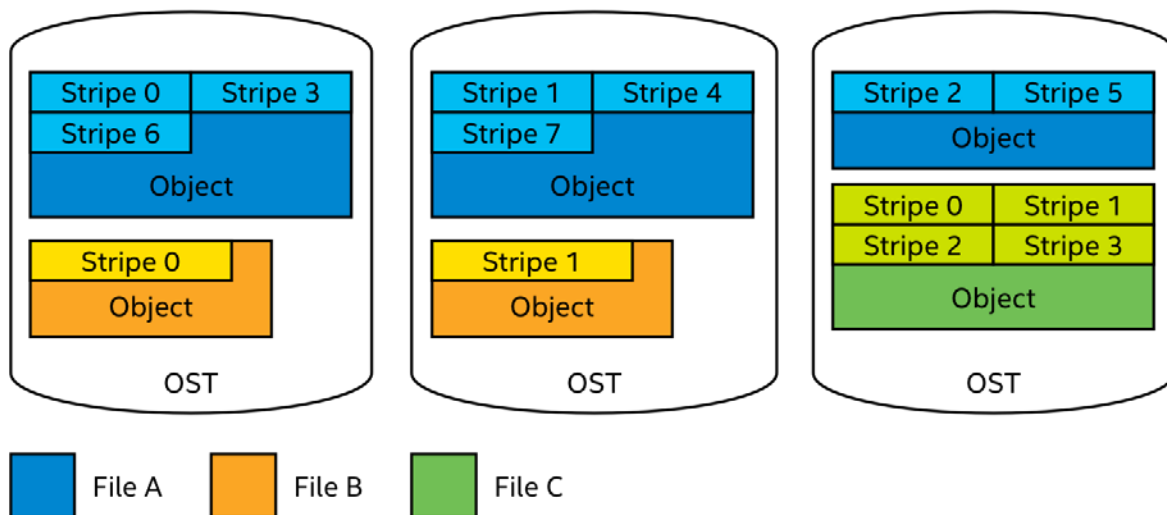 Stripe 0 Stripe 3
Stripe 6
Object
Stripe 0
Object
OST
Stripe 1 Stripe 4
Stripe 7
Object
Stripe 1
Object
OST
Stripe 2 Stripe 5
Object
Stripe 0 Stripe 1
Stripe 2 Stripe 3
Object
OST
File A File B File C